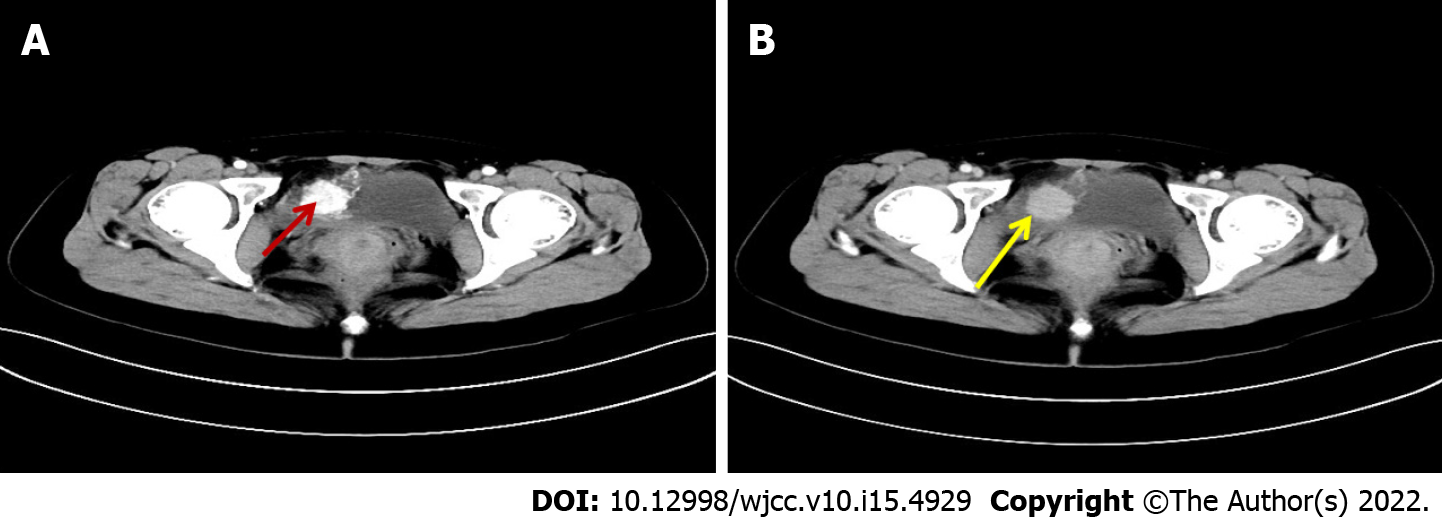 A
B
DOI: 10.12998/wjcc.v10.i15.4929 Copyright ©The Author(s) 2022.